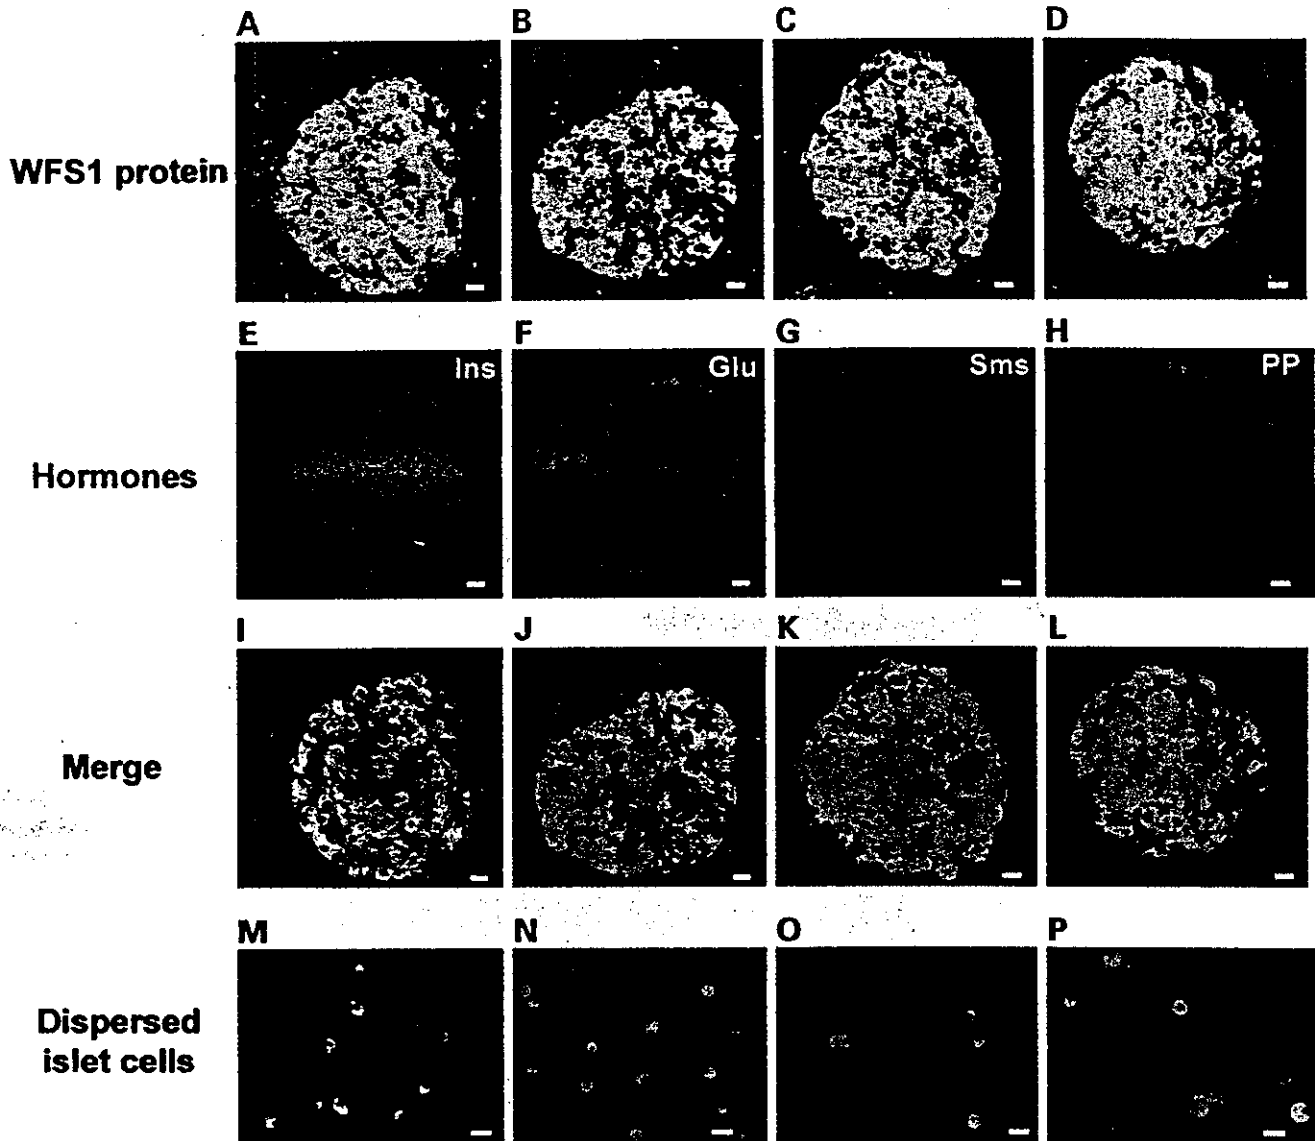 A B C D
WFS1 protein
E F G H
Ins Glu Sms PP
Hormones
I J K L
Merge
M N O P
Dispersed
islet cells